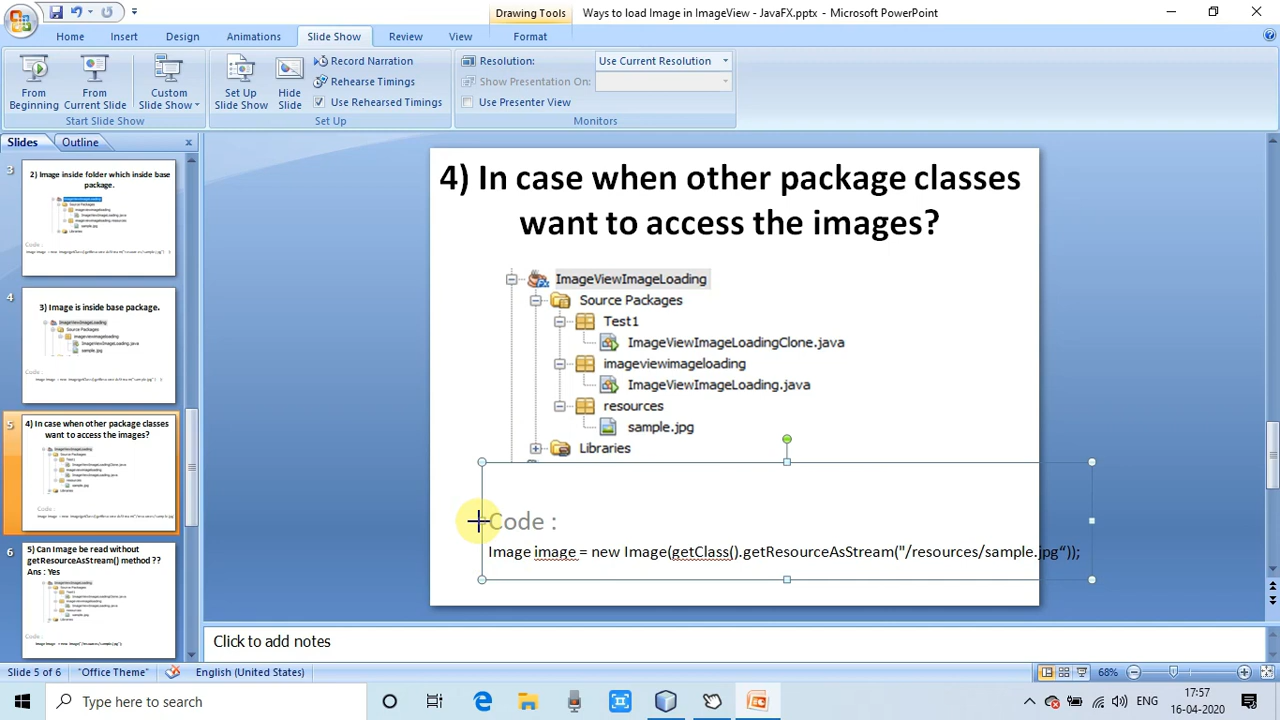 Drawing Tools
Ways to load Image in ImageView - JavaFX.pptx - Microsoft PowerPoint
Home Insert Design Animations Slide Show Review View Format
From Beginning
From Current Slide
Custom Slide Show
Start Slide Show
Set Up Slide Show
Hide Slide
Record Narration
Rehearse Timings
Use Rehearsed Timings
Set Up
Resolution: Use Current Resolution
Show Presentation On:
Use Presenter View
Monitors
Slides Outline
3
2) Image inside folder which inside base
package.
Code :
4
3) Image is inside base package.
Code :
5
4) In case when other package classes
want to access the images?
Code :
6
5) Can Image be read without
getResourceAsStream() method ??
Ans : Yes
Code :
4) In case when other package classes
want to access the images?
ImageViewImageLoading
Source Packages
Test1
ImageViewImageLoadingClone.java
imageviewimageloading
ImageViewImageLoading.java
resources
sample.jpg
Libraries
Code :
Image image = new Image(getClass().getResourceAsStream("/resources/sample.jpg“));
Click to add notes
Slide 5 of 6 "Office Theme" English (United States) 68%
Type here to search
ENG
17:57
16-04-2020